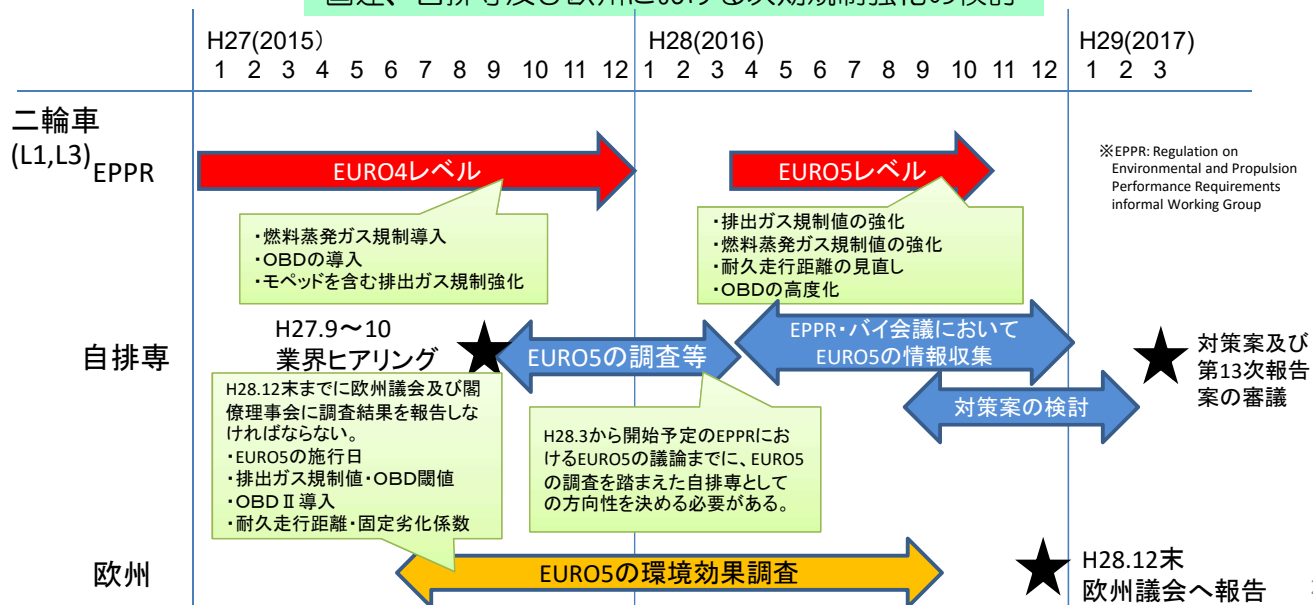 H27(2015)
H28(2016)
H29(2017)
1 2 3 4 5 6 7 8 9 10 11 12 1 2 3 4 5 6 7 8 9 10 11 12 1 2 3
二輪車
(L1,L3)
EPPR
EURO4レベル
EURO5レベル
※EPPR: Regulation on
Environmental and Propulsion
Performance Requirements
informal Working Group
・燃料蒸発ガス規制導入
・OBDの導入
・モペッドを含む排出ガス規制強化
・排出ガス規制値の強化
・燃料蒸発ガス規制値の強化
・耐久走行距離の見直し
・OBDの高度化
自排専
H27.9～10
業界ヒアリング
EURO5の調査等
EPPR・バイ会議において
EURO5の情報収集
対策案の検討
対策案及び
第13次報告
案の審議
H28.12末までに欧州議会及び閣
僚理事会に調査結果を報告しな
ければならない。
・EURO5の施行日
・排出ガス規制値・OBD閾値
・OBDⅡ導入
・耐久走行距離・固定劣化係数
H28.3から開始予定のEPPRにお
けるEURO5の議論までに、EURO5
の調査を踏まえた自排専として
の方向性を決める必要がある。
欧州
EURO5の環境効果調査
H28.12末
欧州議会へ報告